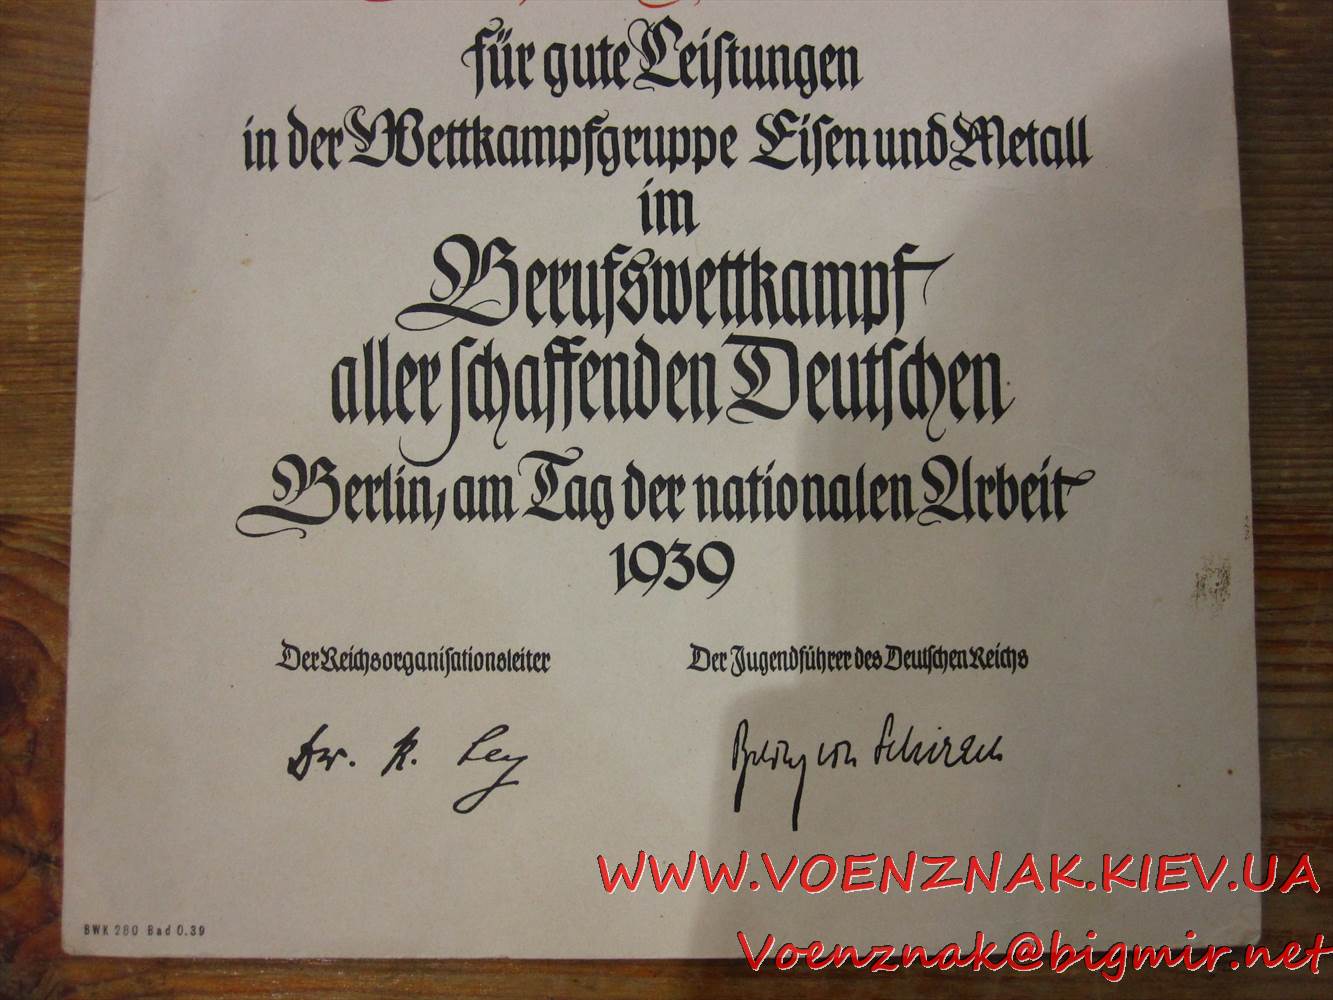 für gute Leistungen
in der Wettkampfgruppe Eisen und Metall
im
Berufswettkampf
aller schaffenden Deutschen
Berlin, am Tag der nationalen Arbeit
1939
Der Reichsorganisationsleiter
Der Jugendführer des Deutschen Reichs
Dr. R. Ley
Baldur von Schirach
WWW.VOENZNAK.KIEV.UA
Voenznak@bigmir.net
BWK 280 Bad 0.39